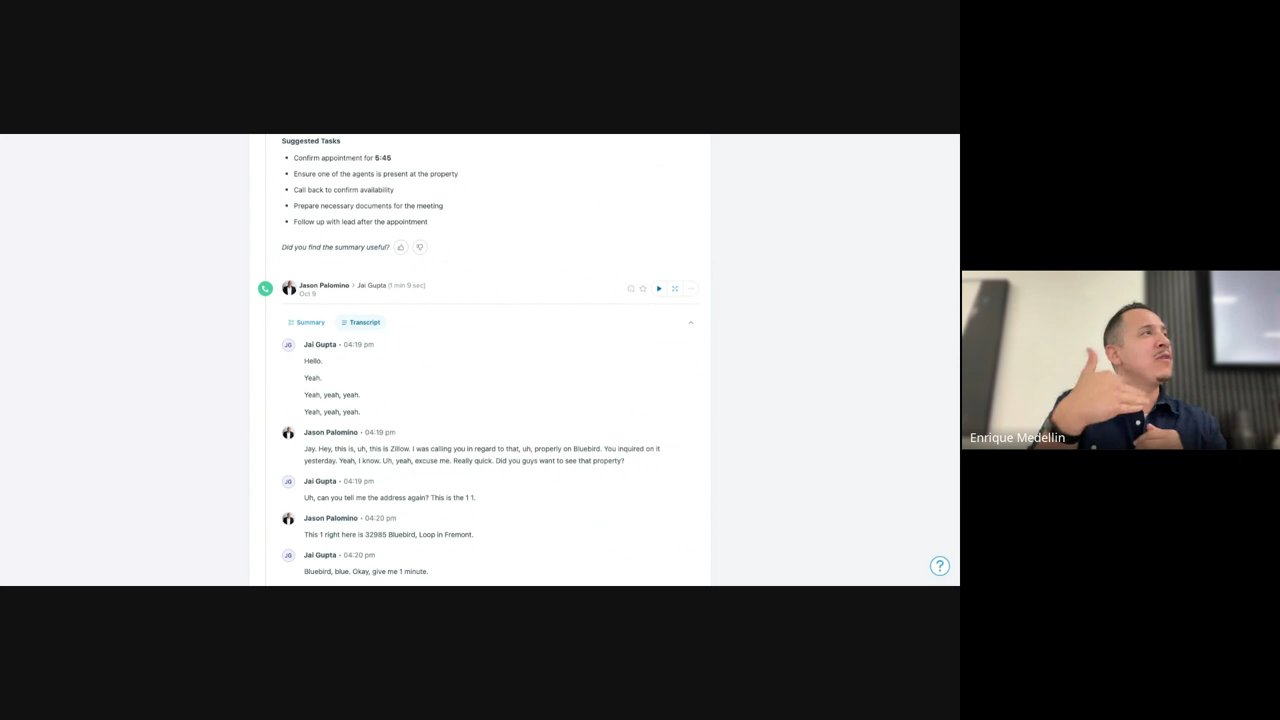 Suggested Tasks
• Confirm appointment for 5:45
• Ensure one of the agents is present at the property
• Call back to confirm availability
• Prepare necessary documents for the meeting
• Follow up with lead after the appointment
Did you find the summary useful?
Jason Palomino > Jai Gupta (1 min 9 sec)
Oct 9
Summary Transcript
JG Jai Gupta • 04:19 pm
Hello.
Yeah.
Yeah, yeah, yeah.
Yeah, yeah, yeah.
Jason Palomino • 04:19 pm
Jay. Hey, this is, uh, this is Zillow. I was calling you in regard to that, uh, properly on Bluebird. You inquired on it
yesterday. Yeah, I know. Uh, yeah, excuse me. Really quick. Did you guys want to see that property?
JG Jai Gupta • 04:19 pm
Uh, can you tell me the address again? This is the 1 1.
Jason Palomino • 04:20 pm
This 1 right here is 32985 Bluebird, Loop in Fremont.
JG Jai Gupta • 04:20 pm
Bluebird, blue. Okay, give me 1 minute.
?
Enrique Medellin